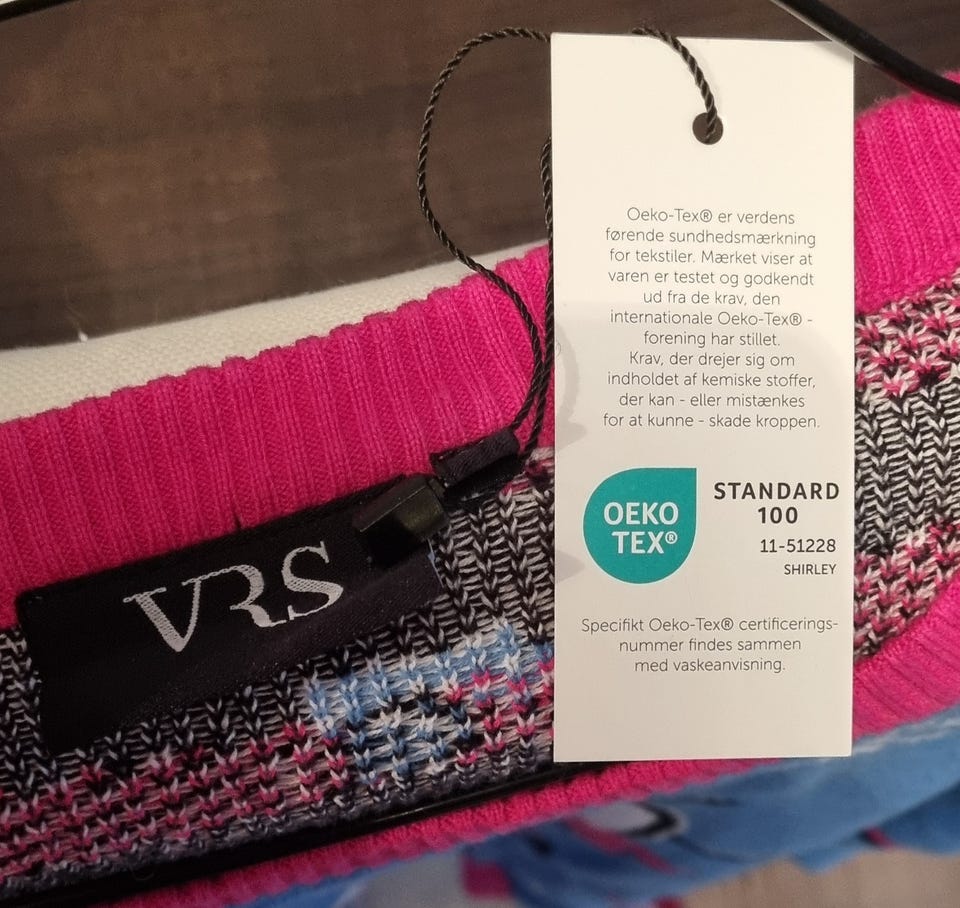 Oeko-Tex® er verdens
førende sundhedsmærkning
for tekstiler. Mærket viser at
varen er testet og godkendt
ud fra de krav, den
internationale Oeko-Tex® -
forening har stillet.
Krav, der drejer sig om
indholdet af kemiske stoffer,
der kan - eller mistænkes
for at kunne - skade kroppen.
OEKO
TEX®
STANDARD
100
11-51228
SHIRLEY
Specifikt Oeko-Tex® certificerings-
nummer findes sammen
med vaskeanvisning.
VRS